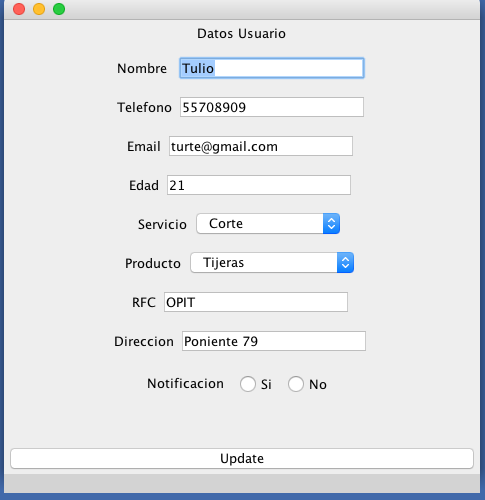 Datos Usuario
Nombre Tulio
Telefono 55708909
Email turte@gmail.com
Edad 21
Servicio Corte
Producto Tijeras
RFC OPIT
Direccion Poniente 79
Notificacion Si No
Update